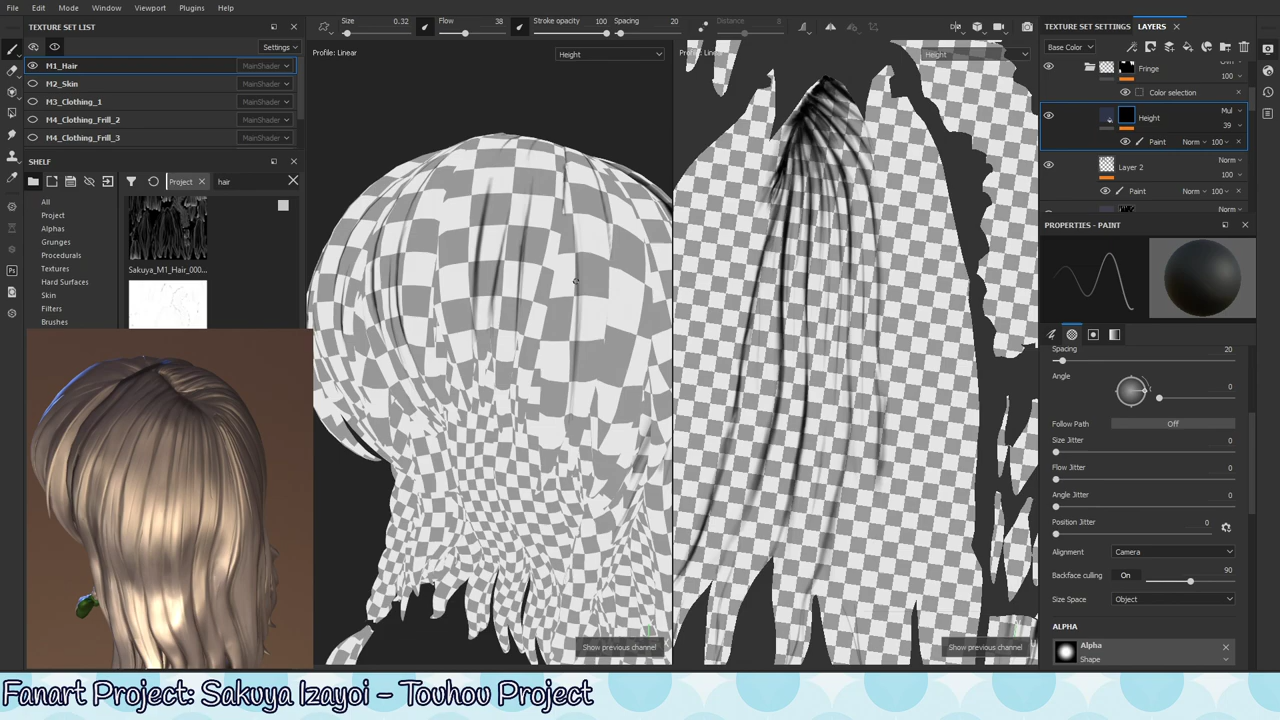 File Edit Mode Window Viewport Plugins Help
TEXTURE SET LIST
Size 0.32 Flow 38 Stroke opacity 100 Spacing 20 Distance 8
TEXTURE SET SETTINGS LAYERS
Settings
Profile: Linear
Height
Height
Base Color
M1_Hair MainShader
M2_Skin MainShader
M3_Clothing_1 MainShader
M4_Clothing_Frill_2 MainShader
M4_Clothing_Frill_3 MainShader
Fringe
100
Color selection
Height Mul
39
Paint Norm 100
Layer 2 Norm
100
Paint Norm 100
Norm
SHELF
Project hair
All
Project
Alphas
Grunges
Procedurals
Textures
Hard Surfaces
Skin
Filters
Brushes
Sakuya_M1_Hair_000...
PROPERTIES - PAINT
Spacing 20
Angle 0
Follow Path Off
Size Jitter 0
Flow Jitter 0
Angle Jitter 0
Position Jitter 0
Alignment Camera
Backface culling On 90
Size Space Object
ALPHA
Alpha
Shape
Show previous channel
Show previous channel
Ps
Fanart Project: Sakuya Izayoi - Touhou Project